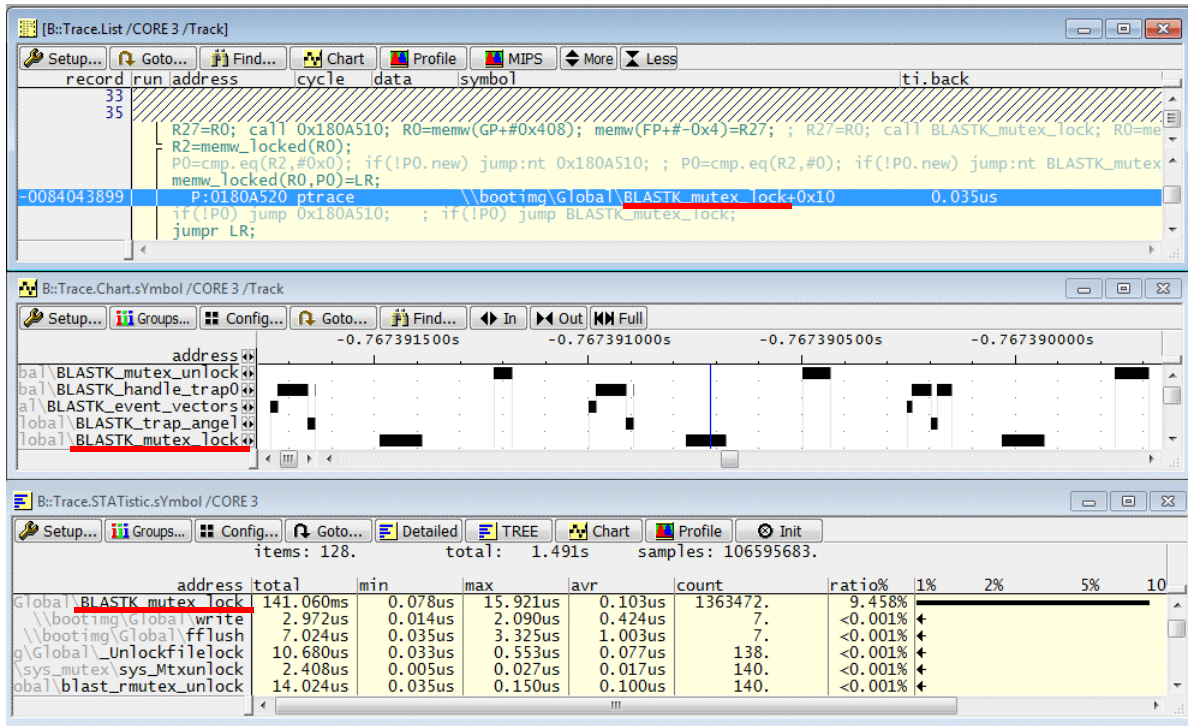 [B::Trace.List /CORE 3 /Track]
Setup... Goto... Find... Chart Profile MIPS More Less
record run address cycle data symbol ti.back
33
35
R27=R0; call 0x180A510; R0=memw(GP+#0x408); memw(FP+#-0x4)=R27; ; R27=R0; call BLASTK_mutex_lock; R0=me
R2=memw_locked(R0);
P0=cmp.eq(R2,#0x0); if(!P0.new) jump:nt 0x180A510; ; P0=cmp.eq(R2,#0); if(!P0.new) jump:nt BLASTK_mutex
memw_locked(R0,P0)=LR;
-0084043899 P:0180A520 ptrace \\bootimg\Global\BLASTK_mutex_lock+0x10 0.035us
if(!P0) jump 0x180A510; ; if(!P0) jump BLASTK_mutex_lock;
jumpr LR;
B::Trace.Chart.sYmbol /CORE 3 /Track
Setup... Groups... Config... Goto... Find... In Out Full
-0.767391500s -0.767391000s -0.767390500s -0.767390000s
address
bal\BLASTK_mutex_unlock
bal\BLASTK_handle_trap0
al\BLASTK_event_vectors
lobal\BLASTK_trap_angel
lobal\BLASTK_mutex_lock
B::Trace.STATistic.sYmbol /CORE 3
Setup... Groups... Config... Goto... Detailed TREE Chart Profile Init
items: 128. total: 1.491s samples: 106595683.
address total min max avr count ratio% 1% 2% 5% 10
Global\BLASTK_mutex_lock 141.060ms 0.078us 15.921us 0.103us 1363472. 9.458%
\\bootimg\Global\write 2.972us 0.014us 2.090us 0.424us 7. <0.001%
\\bootimg\Global\fflush 7.024us 0.035us 3.325us 1.003us 7. <0.001%
g\Global\_Unlockfilelock 10.680us 0.033us 0.553us 0.077us 138. <0.001%
\sys_mutex\sys_Mtxunlock 2.408us 0.005us 0.027us 0.017us 140. <0.001%
obal\blast_rmutex_unlock 14.024us 0.035us 0.150us 0.100us 140. <0.001%